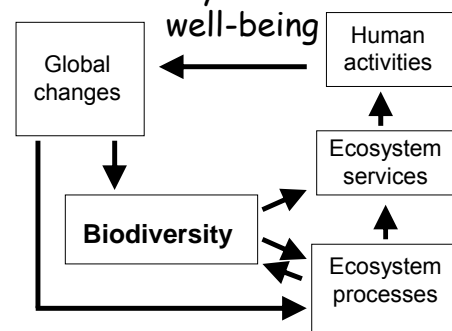 well-being
Global
changes
Human
activities
Ecosystem
services
Biodiversity
Ecosystem
processes